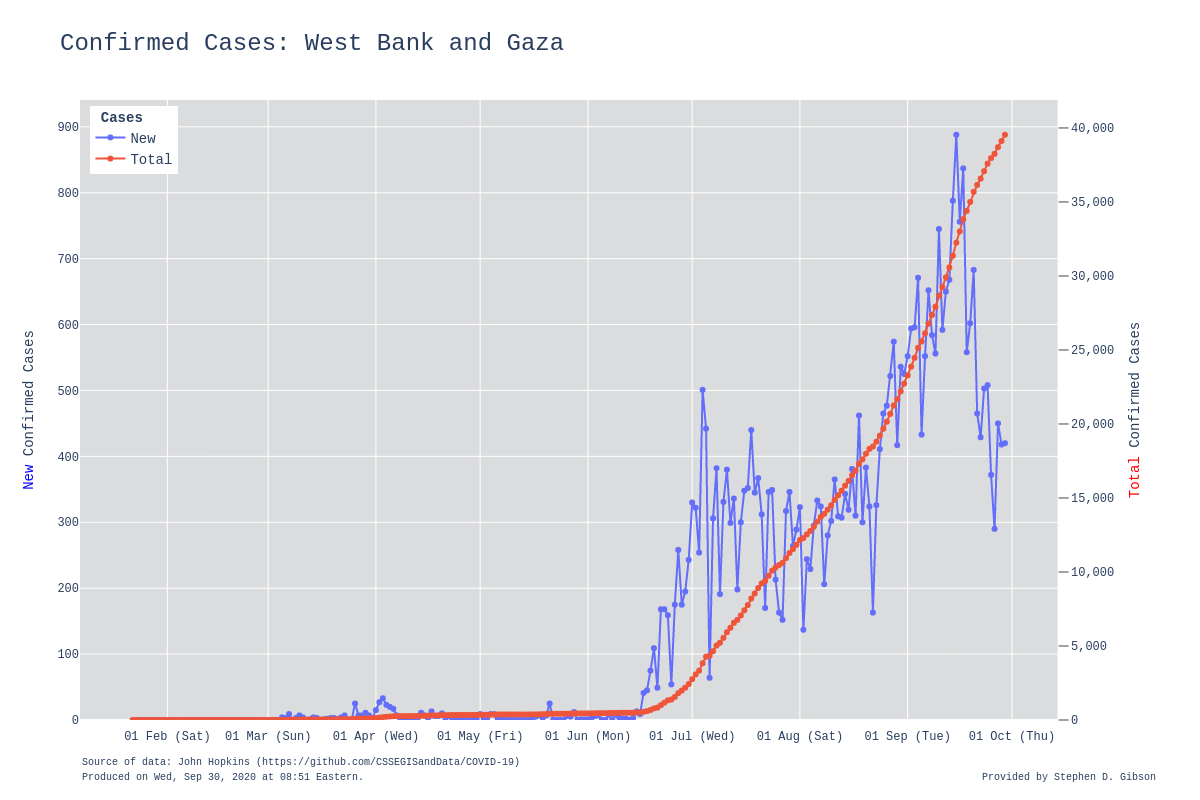 Confirmed Cases: West Bank and Gaza
Cases
New
Total
900
800
700
600
500
400
300
200
100
0
New Confirmed Cases
40,000
35,000
30,000
25,000
20,000
15,000
10,000
5,000
0
Total Confirmed Cases
01 Feb (Sat) 01 Mar (Sun) 01 Apr (Wed) 01 May (Fri) 01 Jun (Mon) 01 Jul (Wed) 01 Aug (Sat) 01 Sep (Tue) 01 Oct (Thu)
Source of data: John Hopkins (https://github.com/CSSEGISandData/COVID-19)
Produced on Wed, Sep 30, 2020 at 08:51 Eastern.
Provided by Stephen D. Gibson